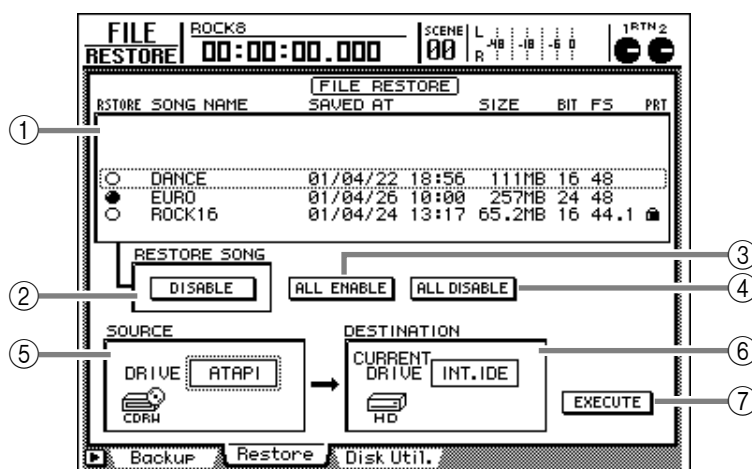 FILE RESTORE
ROCK8
00:00:00.000
SCENE 00
L R -48 -18 -6 0
1 RTN 2
FILE RESTORE
RSTORE SONG NAME SAVED AT SIZE BIT FS PRT
DANCE 01/04/22 18:56 111MB 16 48
EURO 01/04/26 10:00 257MB 24 48
ROCK16 01/04/24 13:17 65.2MB 16 44.1
① 
RESTORE SONG
DISABLE
ALL ENABLE
ALL DISABLE
②
③
④
SOURCE
DRIVE ATAPI
CDRW
⑤
DESTINATION
CURRENT DRIVE INT.IDE
HD
⑥
EXECUTE
⑦
Backup Restore Disk Util.